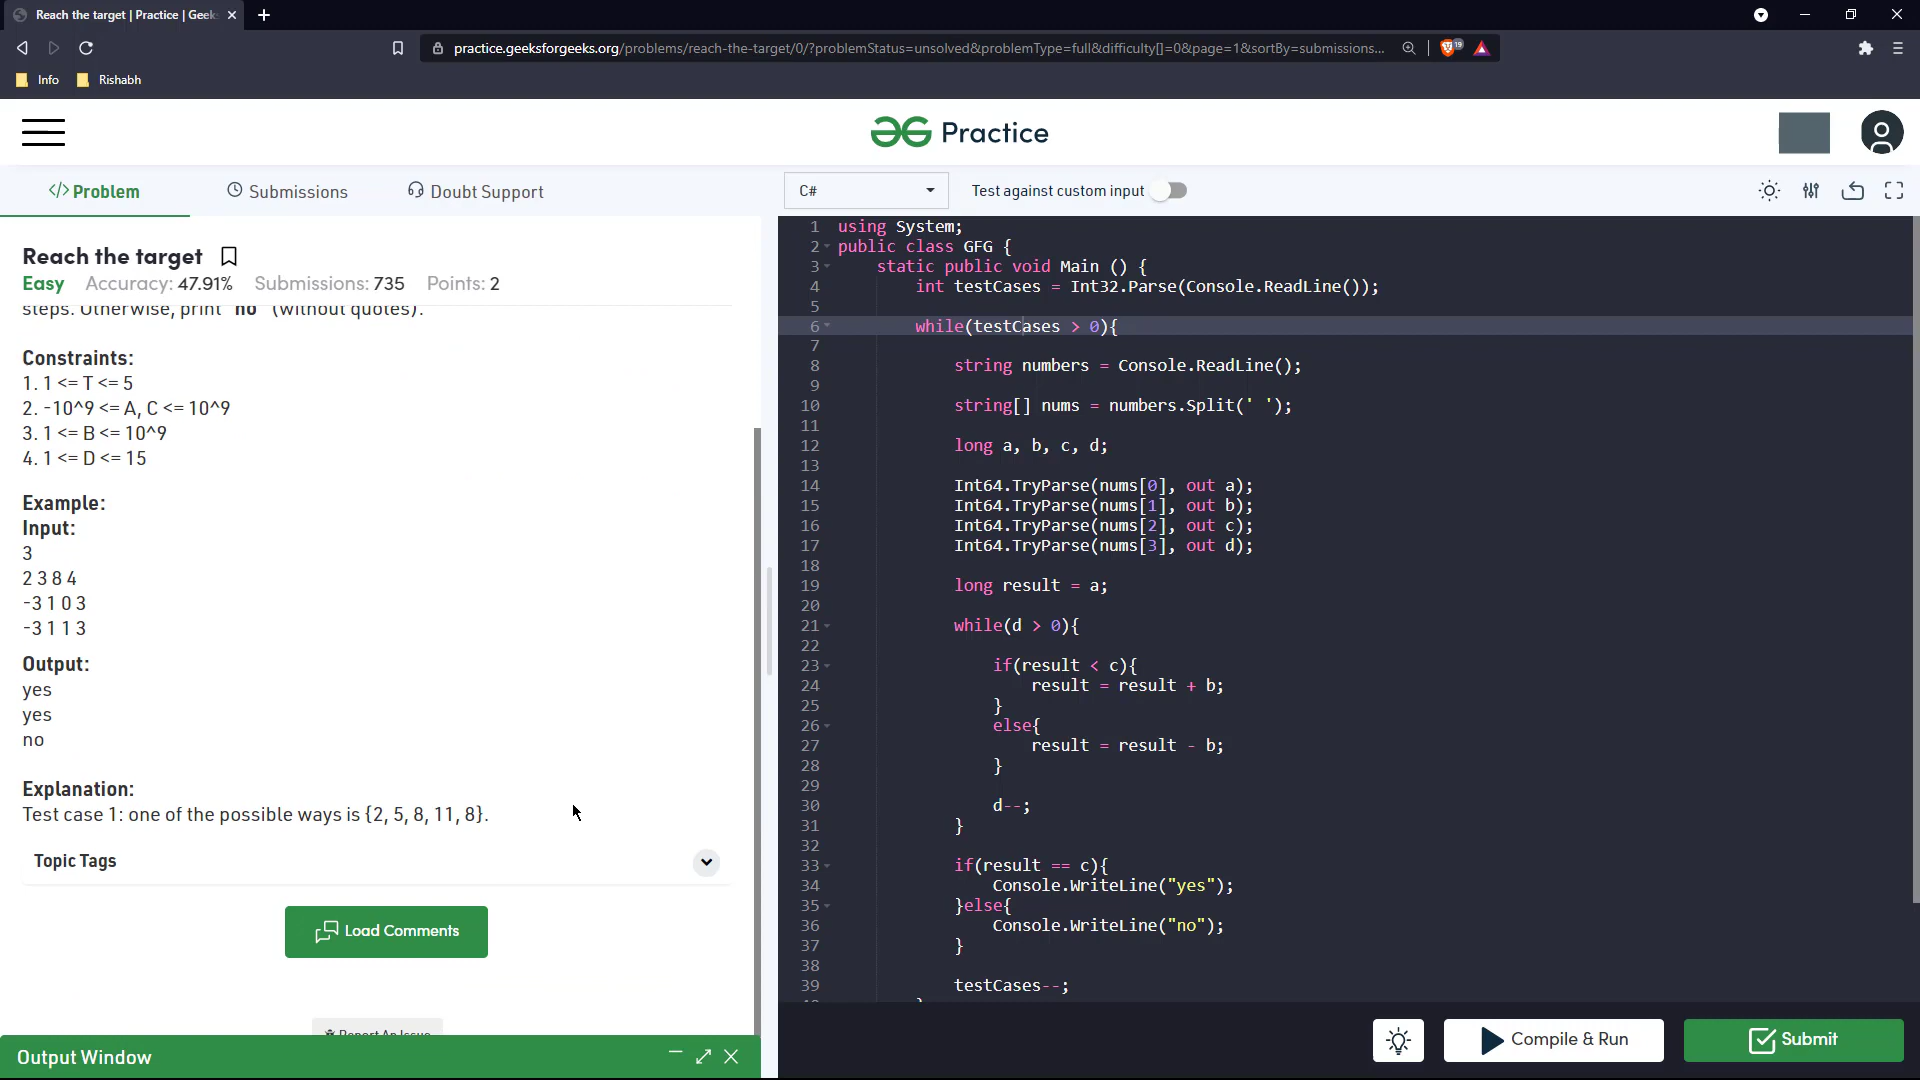 Reach the target | Practice | Geeks
practice.geeksforgeeks.org/problems/reach-the-target/0/?problemStatus=unsolved&problemType=full&difficulty[]=0&page=1&sortBy=submissions...
19
Info
Rishabh
Practice
</> Problem
Submissions
Doubt Support
C#
Test against custom input
Reach the target
Easy Accuracy: 47.91% Submissions: 735 Points: 2
steps. Otherwise, print "no" (without quotes).
Constraints:
1. 1 <= T <= 5
2. -10^9 <= A, C <= 10^9
3. 1 <= B <= 10^9
4. 1 <= D <= 15
Example:
Input:
3
2 3 8 4
-3 1 0 3
-3 1 1 3
Output:
yes
yes
no
Explanation:
Test case 1: one of the possible ways is {2, 5, 8, 11, 8}.
Topic Tags
Load Comments
Report An Issue
Output Window
1 using System;
2 public class GFG {
3 static public void Main () {
4 int testCases = Int32.Parse(Console.ReadLine());
5
6 while(testCases > 0){
7
8 string numbers = Console.ReadLine();
9
10 string[] nums = numbers.Split(' ');
11
12 long a, b, c, d;
13
14 Int64.TryParse(nums[0], out a);
15 Int64.TryParse(nums[1], out b);
16 Int64.TryParse(nums[2], out c);
17 Int64.TryParse(nums[3], out d);
18
19 long result = a;
20
21 while(d > 0){
22
23 if(result < c){
24 result = result + b;
25 }
26 else{
27 result = result - b;
28 }
29
30 d--;
31 }
32
33 if(result == c){
34 Console.WriteLine("yes");
35 }else{
36 Console.WriteLine("no");
37 }
38
39 testCases--;
Compile & Run
Submit